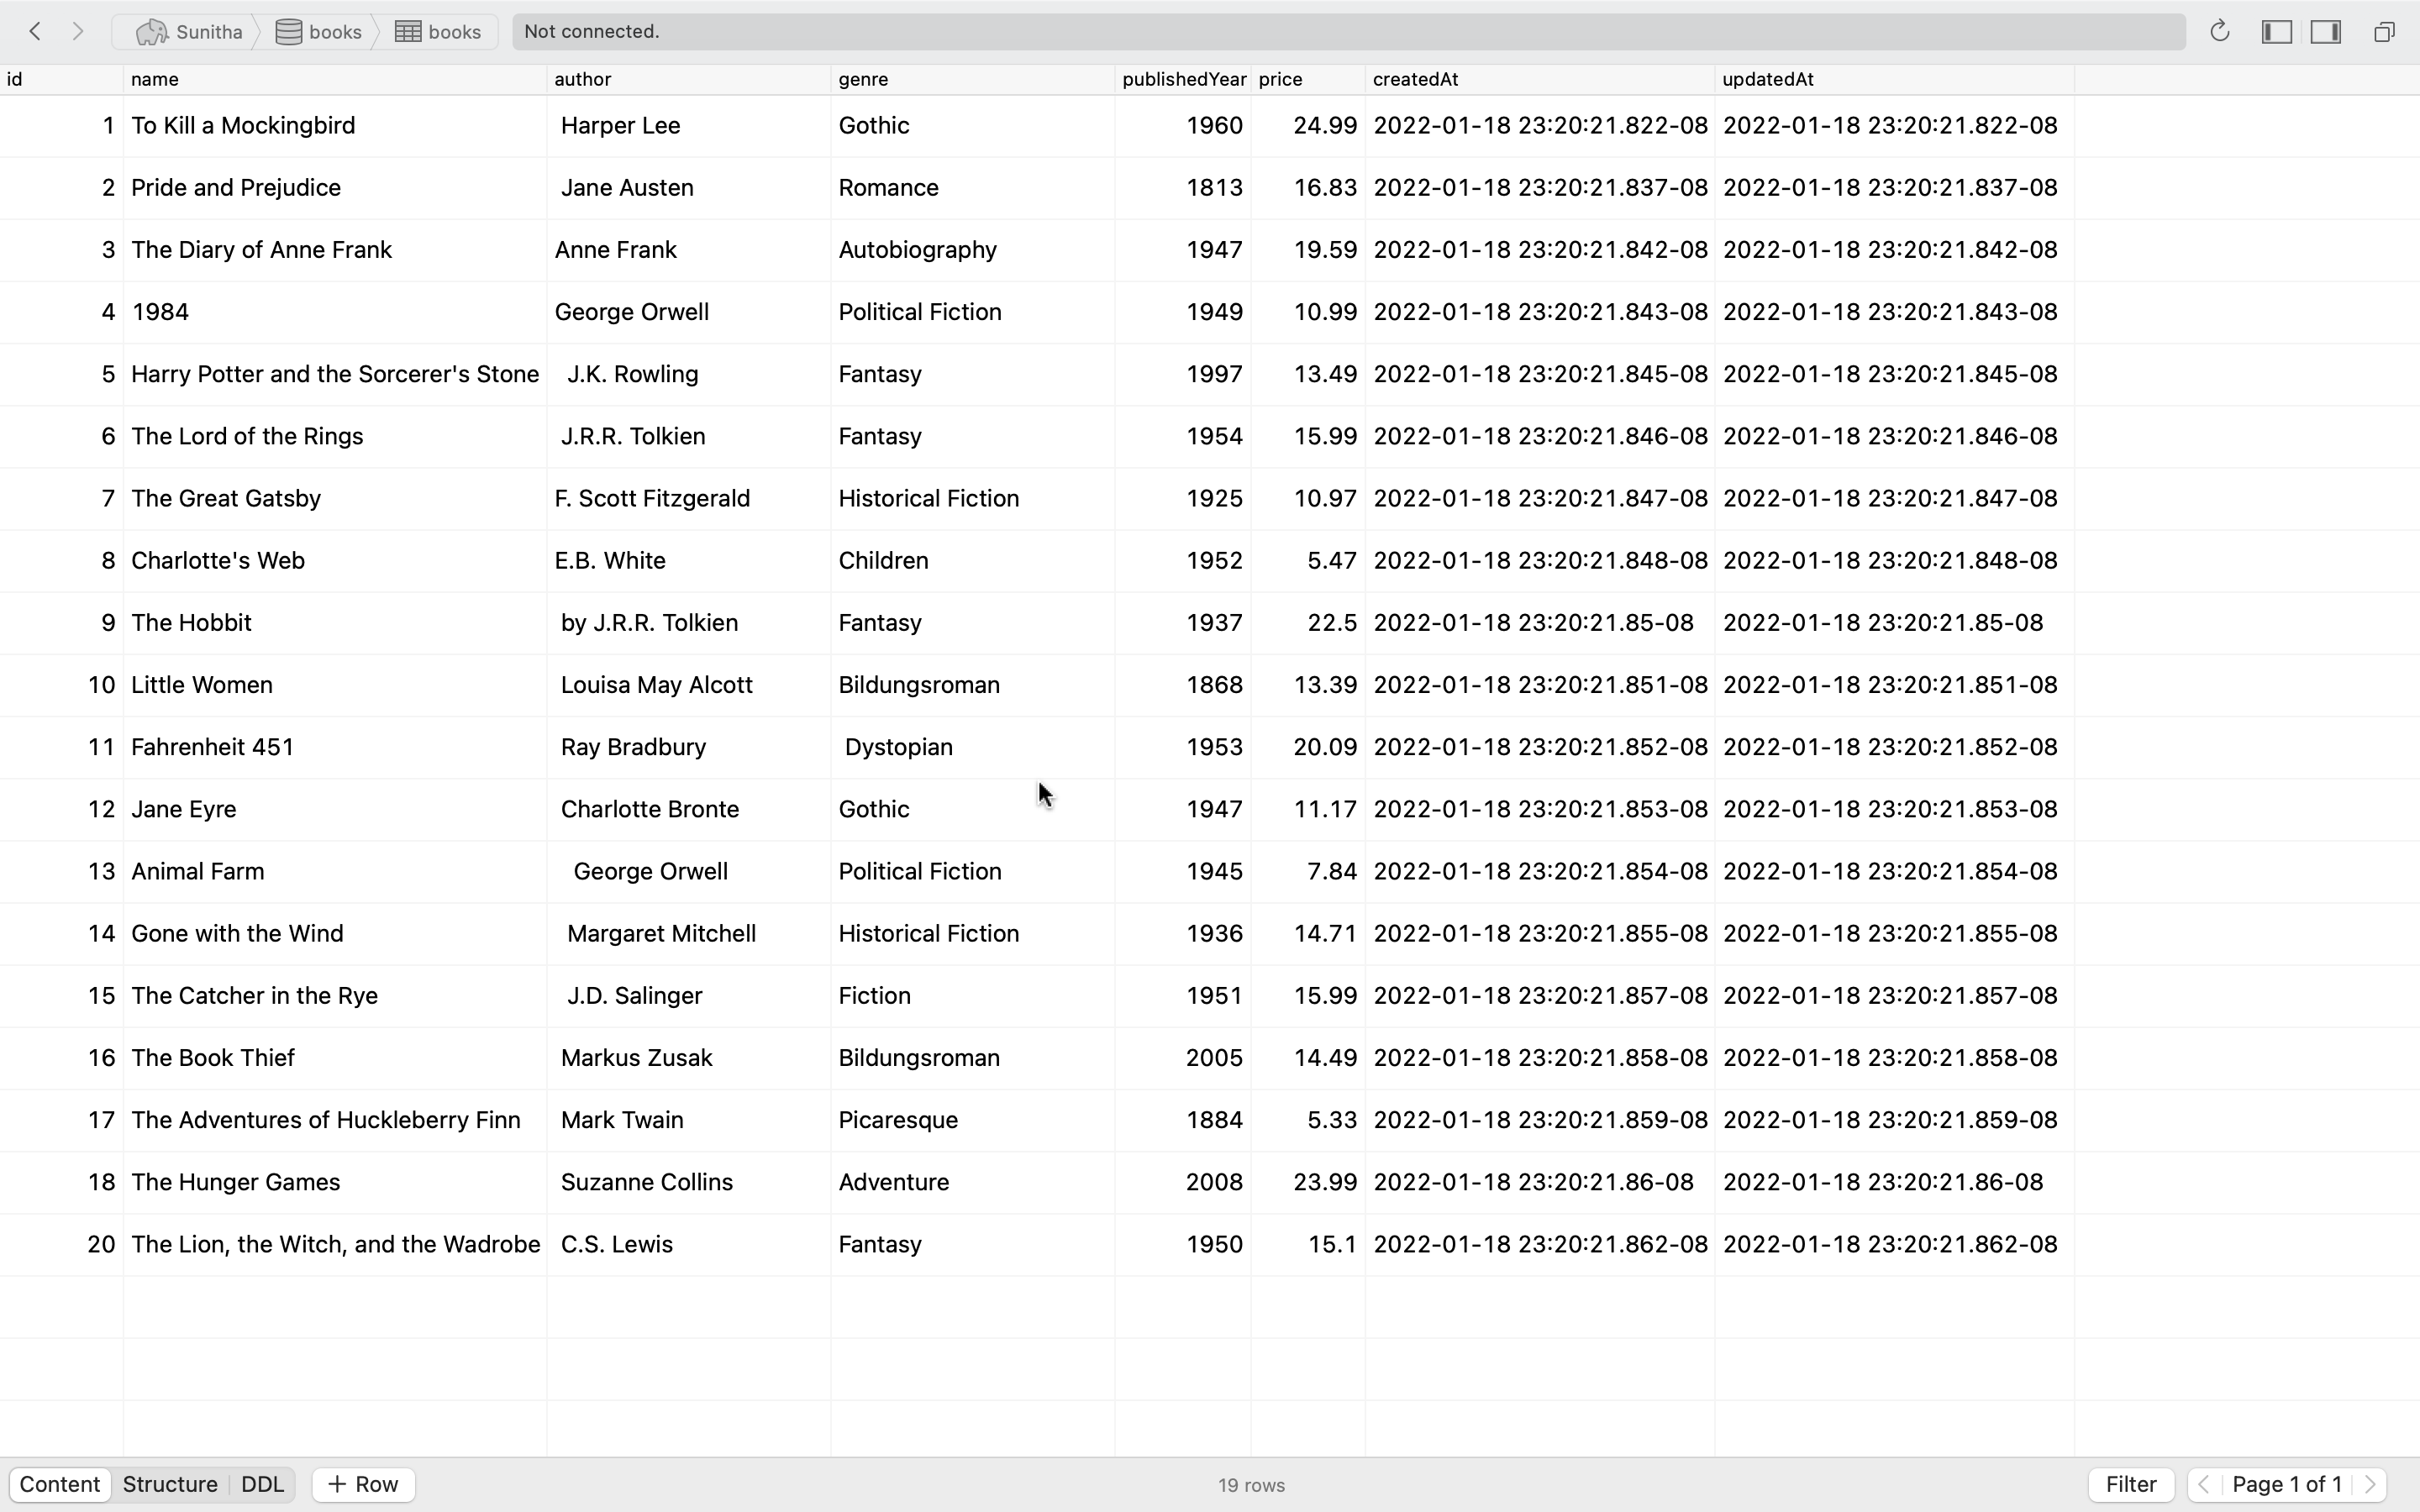 Sunitha books books Not connected.
id name author genre publishedYear price createdAt updatedAt
1 To Kill a Mockingbird Harper Lee Gothic 1960 24.99 2022-01-18 23:20:21.822-08 2022-01-18 23:20:21.822-08
2 Pride and Prejudice Jane Austen Romance 1813 16.83 2022-01-18 23:20:21.837-08 2022-01-18 23:20:21.837-08
3 The Diary of Anne Frank Anne Frank Autobiography 1947 19.59 2022-01-18 23:20:21.842-08 2022-01-18 23:20:21.842-08
4 1984 George Orwell Political Fiction 1949 10.99 2022-01-18 23:20:21.843-08 2022-01-18 23:20:21.843-08
5 Harry Potter and the Sorcerer's Stone J.K. Rowling Fantasy 1997 13.49 2022-01-18 23:20:21.845-08 2022-01-18 23:20:21.845-08
6 The Lord of the Rings J.R.R. Tolkien Fantasy 1954 15.99 2022-01-18 23:20:21.846-08 2022-01-18 23:20:21.846-08
7 The Great Gatsby F. Scott Fitzgerald Historical Fiction 1925 10.97 2022-01-18 23:20:21.847-08 2022-01-18 23:20:21.847-08
8 Charlotte's Web E.B. White Children 1952 5.47 2022-01-18 23:20:21.848-08 2022-01-18 23:20:21.848-08
9 The Hobbit by J.R.R. Tolkien Fantasy 1937 22.5 2022-01-18 23:20:21.85-08 2022-01-18 23:20:21.85-08
10 Little Women Louisa May Alcott Bildungsroman 1868 13.39 2022-01-18 23:20:21.851-08 2022-01-18 23:20:21.851-08
11 Fahrenheit 451 Ray Bradbury Dystopian 1953 20.09 2022-01-18 23:20:21.852-08 2022-01-18 23:20:21.852-08
12 Jane Eyre Charlotte Bronte Gothic 1947 11.17 2022-01-18 23:20:21.853-08 2022-01-18 23:20:21.853-08
13 Animal Farm George Orwell Political Fiction 1945 7.84 2022-01-18 23:20:21.854-08 2022-01-18 23:20:21.854-08
14 Gone with the Wind Margaret Mitchell Historical Fiction 1936 14.71 2022-01-18 23:20:21.855-08 2022-01-18 23:20:21.855-08
15 The Catcher in the Rye J.D. Salinger Fiction 1951 15.99 2022-01-18 23:20:21.857-08 2022-01-18 23:20:21.857-08
16 The Book Thief Markus Zusak Bildungsroman 2005 14.49 2022-01-18 23:20:21.858-08 2022-01-18 23:20:21.858-08
17 The Adventures of Huckleberry Finn Mark Twain Picaresque 1884 5.33 2022-01-18 23:20:21.859-08 2022-01-18 23:20:21.859-08
18 The Hunger Games Suzanne Collins Adventure 2008 23.99 2022-01-18 23:20:21.86-08 2022-01-18 23:20:21.86-08
20 The Lion, the Witch, and the Wadrobe C.S. Lewis Fantasy 1950 15.1 2022-01-18 23:20:21.862-08 2022-01-18 23:20:21.862-08
Content Structure DDL + Row 19 rows Filter Page 1 of 1